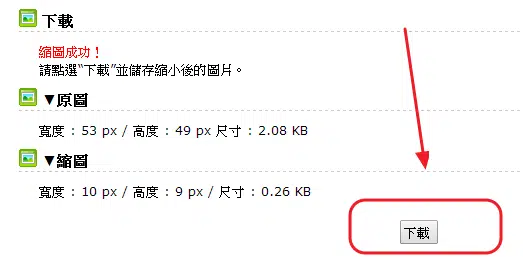 下載
縮圖成功！
請點選“下載”並儲存縮小後的圖片。
▼原圖
寬度 : 53 px / 高度 : 49 px 尺寸 : 2.08 KB
▼縮圖
寬度 : 10 px / 高度 : 9 px / 尺寸 : 0.26 KB
下載